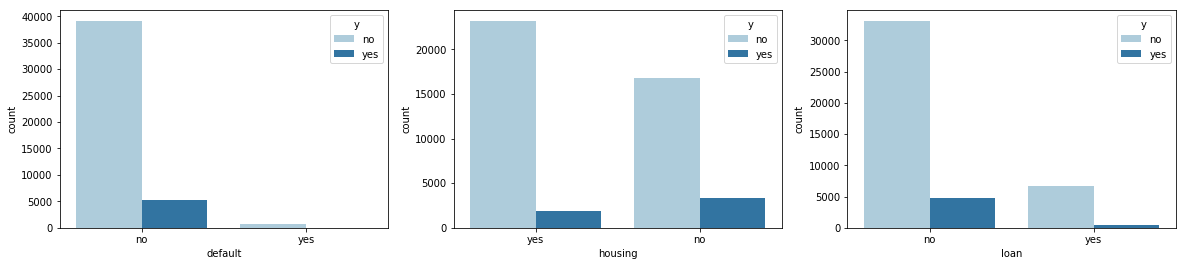 40000
35000
30000
25000
20000
15000
10000
5000
0
count
no
yes
default
y
no
yes
20000
15000
10000
5000
0
count
yes
no
housing
y
no
yes
30000
25000
20000
15000
10000
5000
0
count
no
yes
loan
y
no
yes